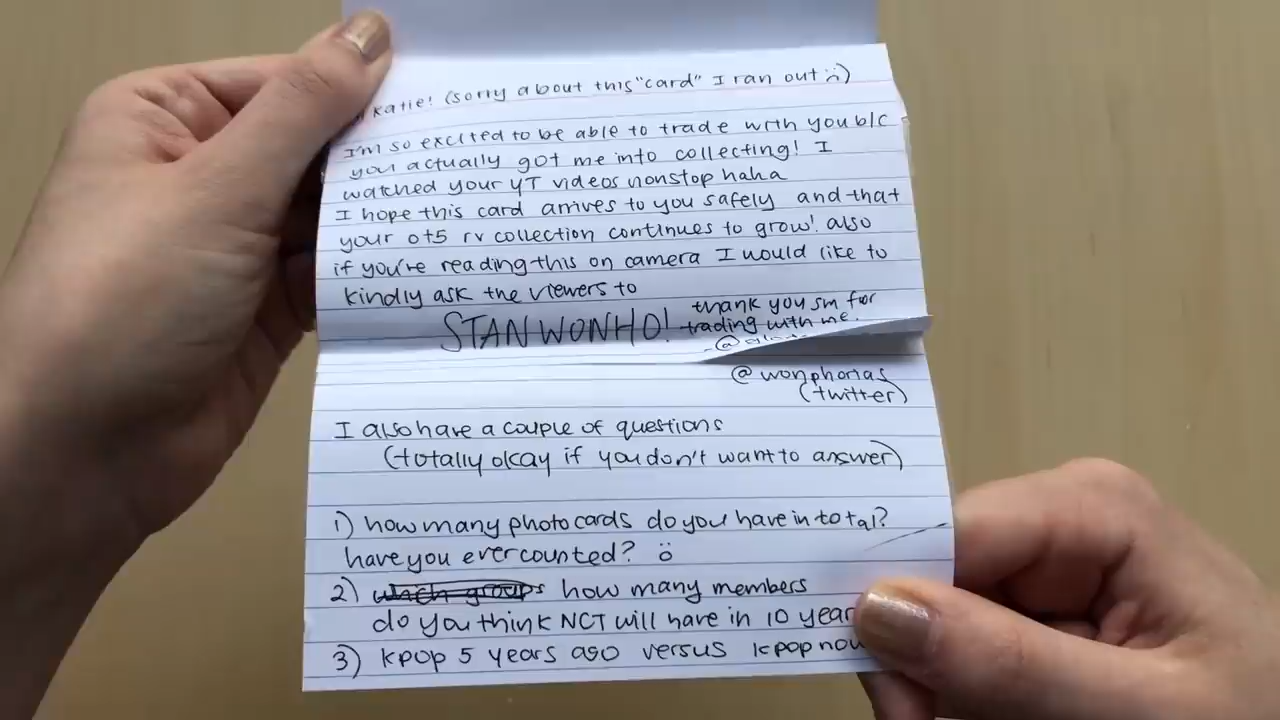 katie! (sorry about this "card" I ran out :()
I'm so excited to be able to trade with you b/c
you actually got me into collecting! I
watched your YT videos nonstop haha
I hope this card arrives to you safely and that
your ot5 rv collection continues to grow! also
if you're reading this on camera I would like to
kindly ask the viewers to
STAN WONHO! thank you sm for
trading with me!
@wonphorias
(twitter)
I also have a couple of questions
(totally okay if you don't want to answer)
1) how many photocards do you have in total?
have you ever counted? :o
2) how many members
do you think NCT will have in 10 year
3) kpop 5 years ago versus kpop now